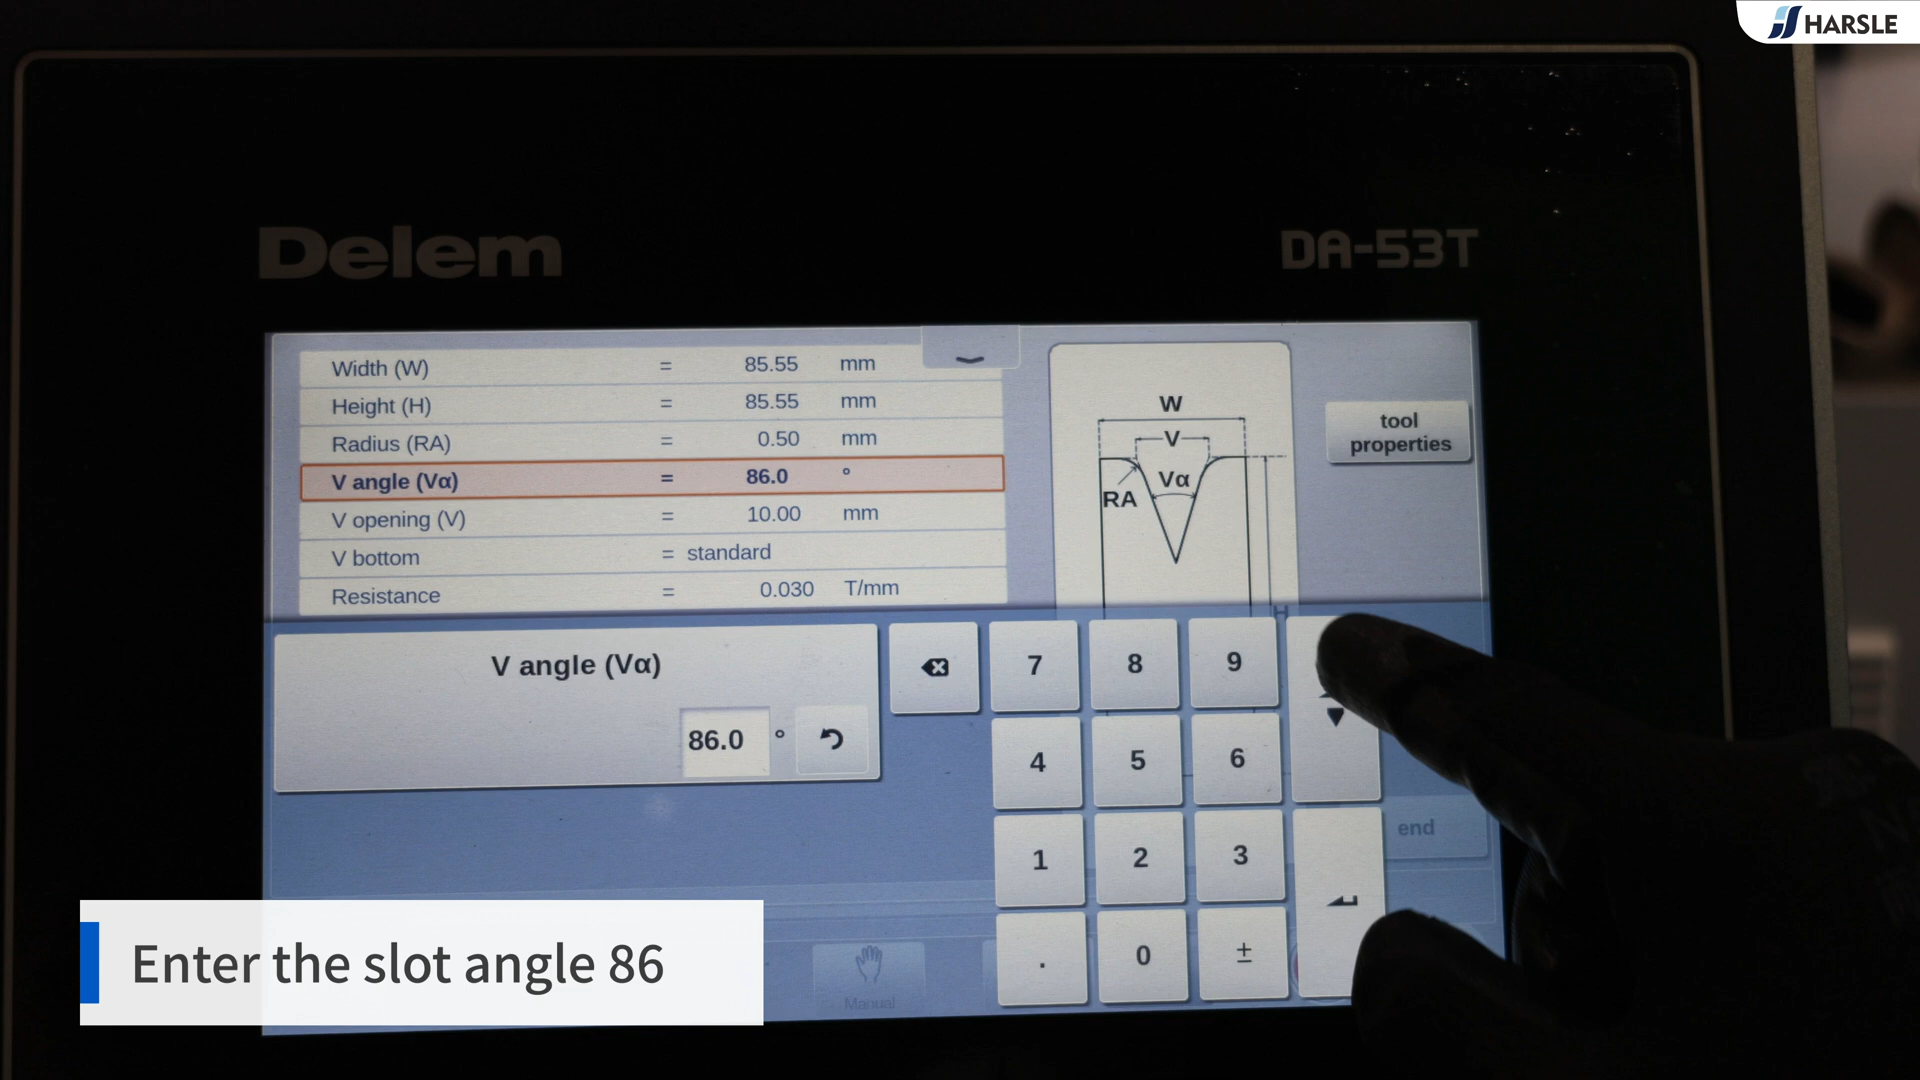 HARSLE
Delem
DA-53T
Width (W) = 85.55 mm
Height (H) = 85.55 mm
Radius (RA) = 0.50 mm
V angle (Vα) = 86.0 °
V opening (V) = 10.00 mm
V bottom = standard
Resistance = 0.030 T/mm
W
V
Vα
RA
H
tool
properties
V angle (Vα)
86.0 °
7 8 9
4 5 6
1 2 3
. 0 ±
end
Manual
Enter the slot angle 86